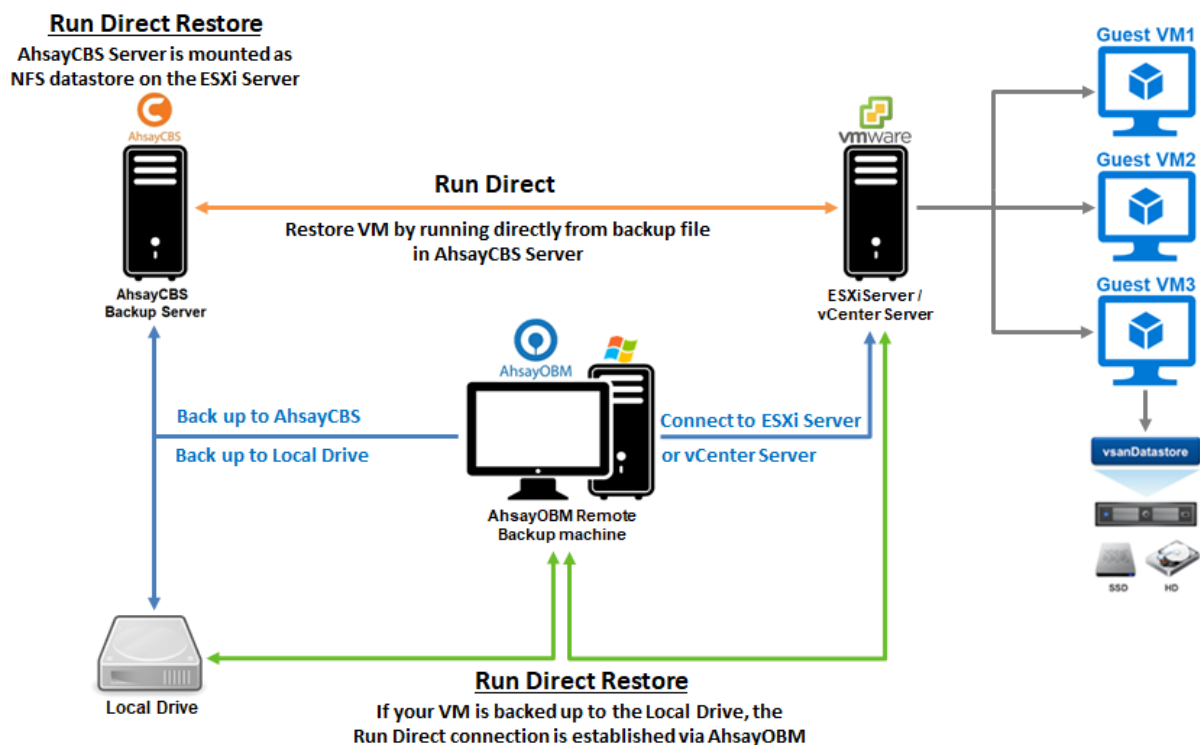 Run Direct Restore
AhsayCBS Server is mounted as
NFS datastore on the ESXi Server
AhsayCBS
AhsayCBS
Backup Server
Run Direct
Restore VM by running directly from backup file
in AhsayCBS Server
vmware
ESXiServer /
vCenter Server
Guest VM1
Guest VM2
Guest VM3
vsanDatastore
SSD
HD
AhsayOBM
Back up to AhsayCBS
Back up to Local Drive
Connect to ESXi Server
or vCenter Server
AhsayOBM Remote
Backup machine
Local Drive
Run Direct Restore
If your VM is backed up to the Local Drive, the
Run Direct connection is established via AhsayOBM